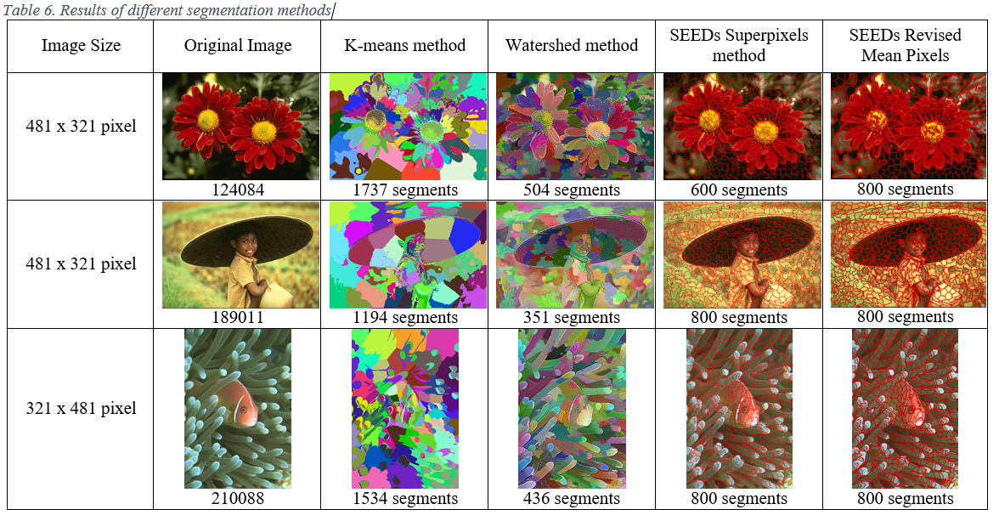 Table 6. Results of different segmentation methods
Image Size
Original Image
K-means method
Watershed method
SEEDs Superpixels
method
SEEDs Revised
Mean Pixels
481 x 321 pixel
124084
1737 segments
504 segments
600 segments
800 segments
481 x 321 pixel
189011
1194 segments
351 segments
800 segments
800 segments
321 x 481 pixel
210088
1534 segments
436 segments
800 segments
800 segments